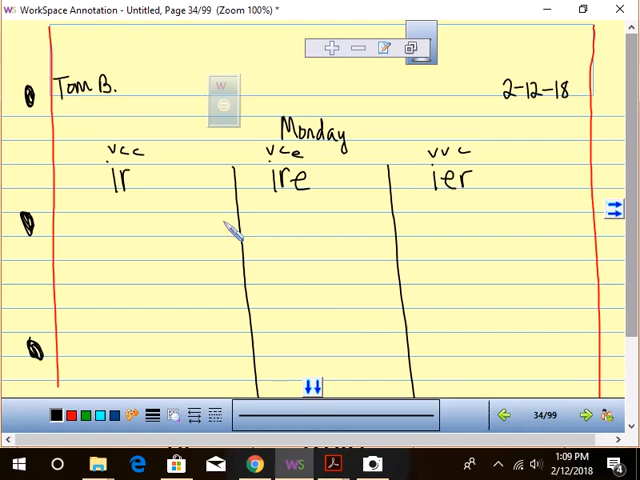 WorkSpace Annotation - Untitled, Page 34/99 (Zoom 100%) *
Tom B.
2-12-18
Monday
vcc vce vvc
ir ire ier
34/99
1:09 PM
2/12/2018
4